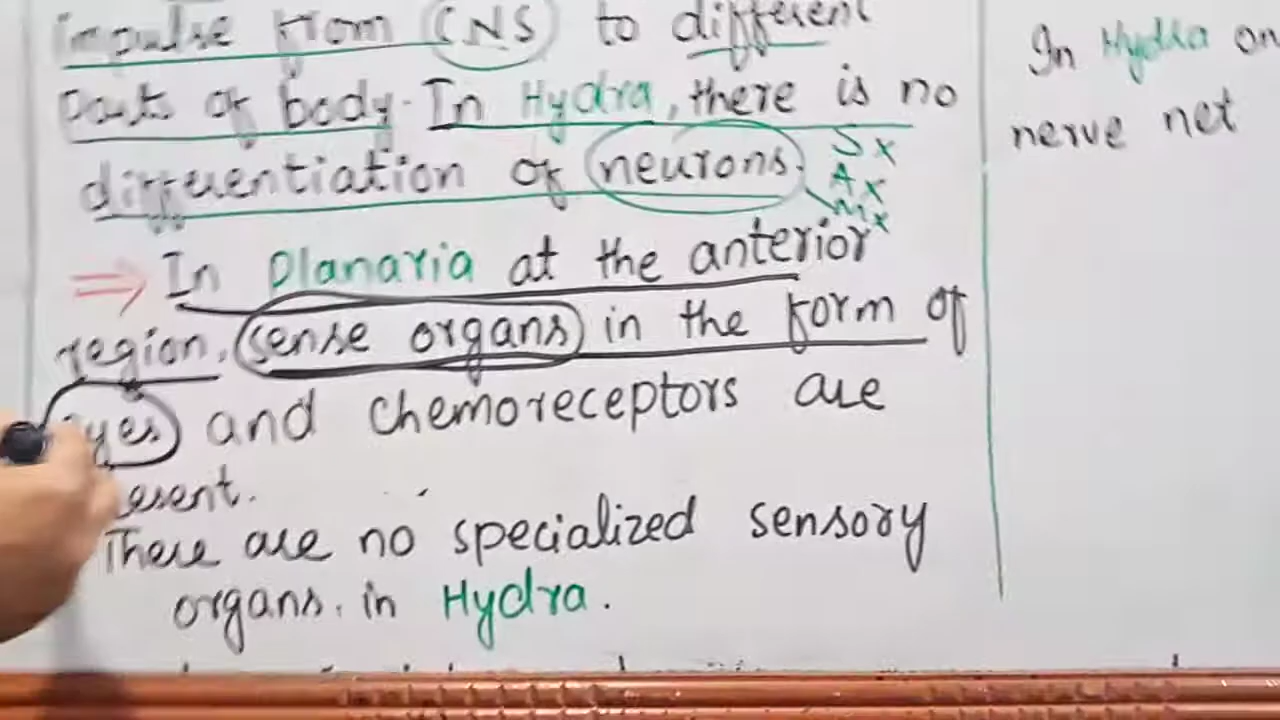 impulse from CNS to different
parts of body. In Hydra, there is no
differentiation of neurons.
S x
A x
M x
⇒ In Planaria at the anterior
region, sense organs in the form of
eyes and chemoreceptors are
esent.
There are no specialized sensory
organs. in Hydra.
In Hydra on
nerve net